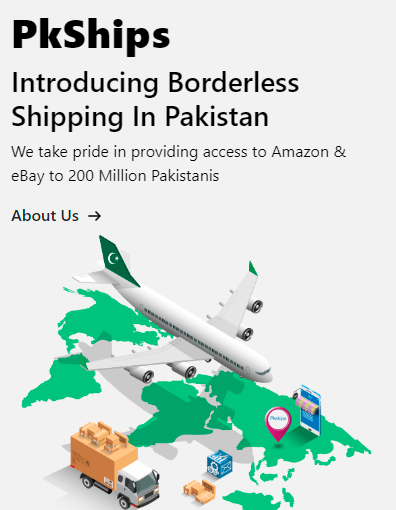 PkShips
Introducing Borderless
Shipping In Pakistan
We take pride in providing access to Amazon &
eBay to 200 Million Pakistanis
About Us →
Pkships